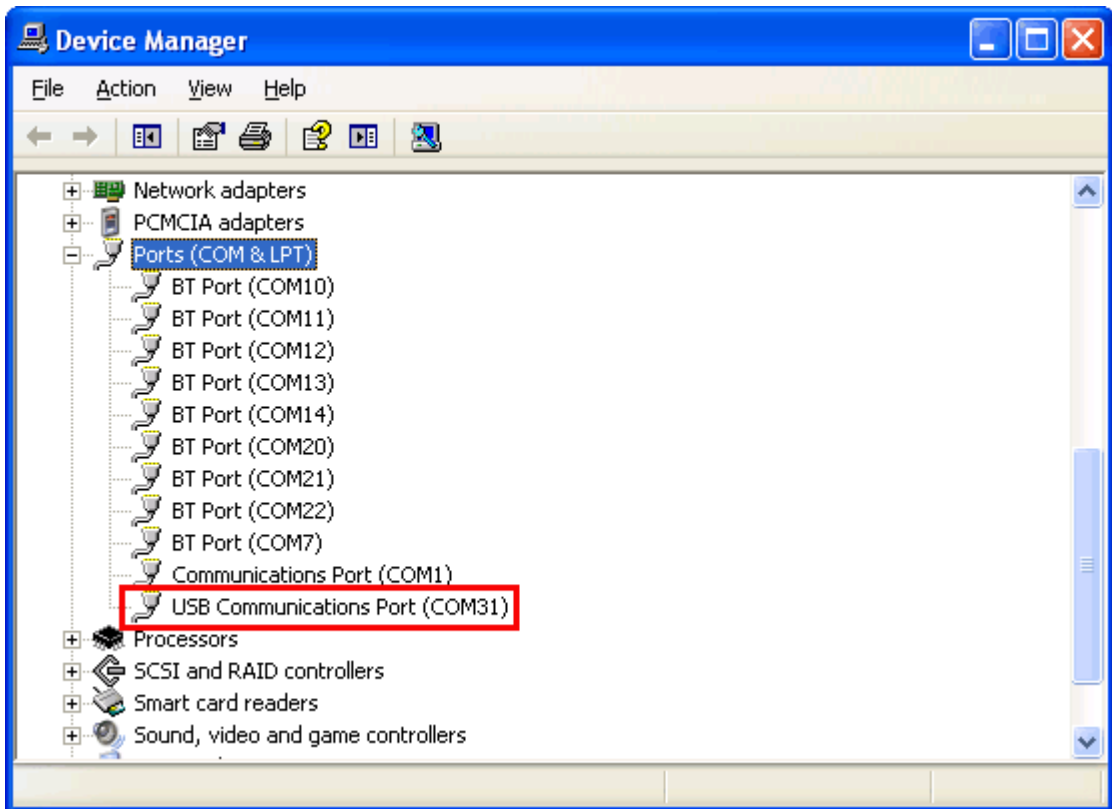 Device Manager
File Action View Help
Network adapters
PCMCIA adapters
Ports (COM & LPT)
BT Port (COM10)
BT Port (COM11)
BT Port (COM12)
BT Port (COM13)
BT Port (COM14)
BT Port (COM20)
BT Port (COM21)
BT Port (COM22)
BT Port (COM7)
Communications Port (COM1)
USB Communications Port (COM31)
Processors
SCSI and RAID controllers
Smart card readers
Sound, video and game controllers